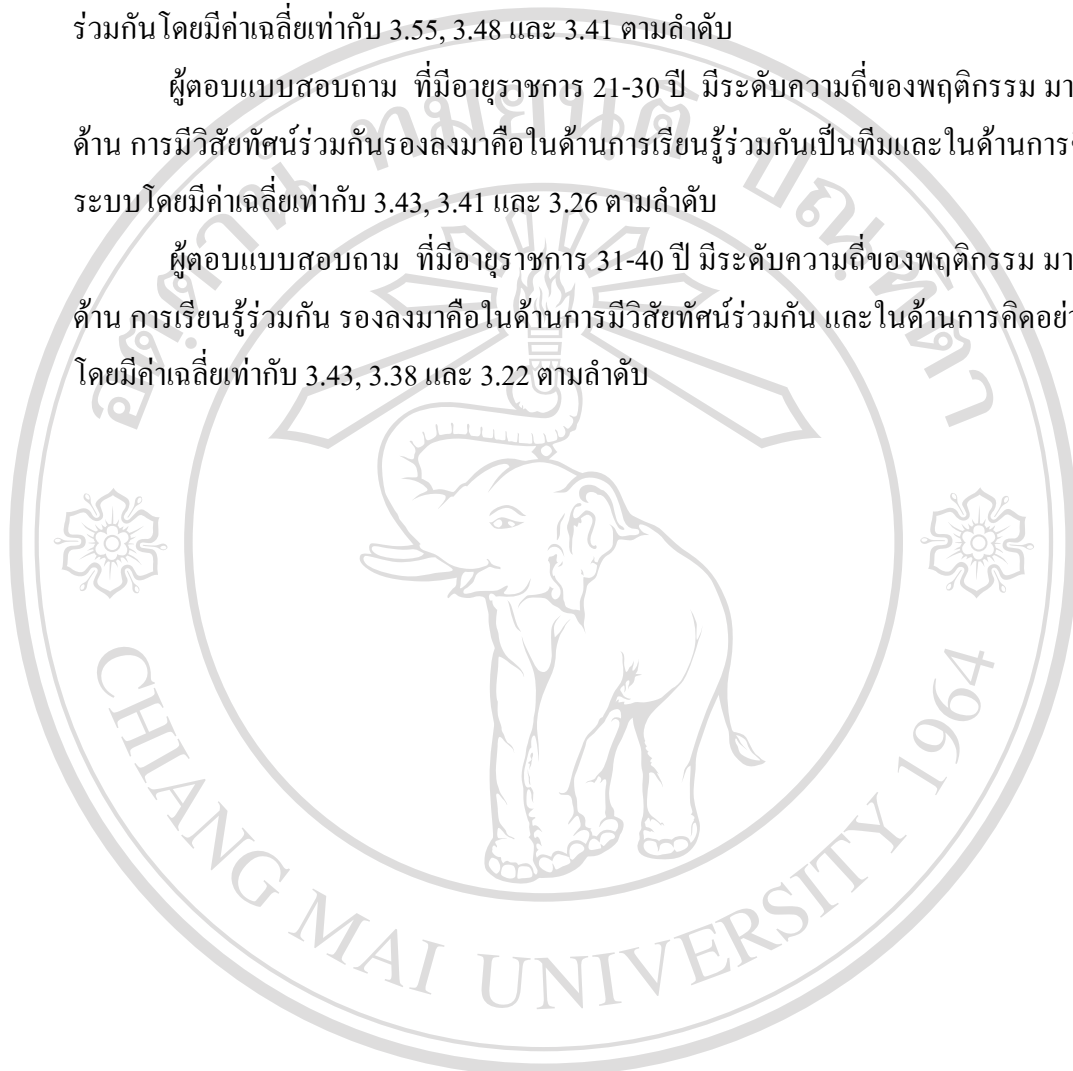 ร่วมกันโดยมีค่าเฉลี่ยเท่ากับ 3.55, 3.48 และ 3.41 ตามลำดับ
ผู้ตอบแบบสอบถาม ที่มีอายุราชการ 21-30 ปี มีระดับความถี่ของพฤติกรรม มา
ด้าน การมีวิสัยทัศน์ร่วมกันรองลงมาคือในด้านการเรียนรู้ร่วมกันเป็นทีมและในด้านการ
ระบบโดยมีค่าเฉลี่ยเท่ากับ 3.43, 3.41 และ 3.26 ตามลำดับ
ผู้ตอบแบบสอบถาม ที่มีอายุราชการ 31-40 ปี มีระดับความถี่ของพฤติกรรม มา
ด้าน การเรียนรู้ร่วมกัน รองลงมาคือในด้านการมีวิสัยทัศน์ร่วมกัน และในด้านการคิดอย่
โดยมีค่าเฉลี่ยเท่ากับ 3.43, 3.38 และ 3.22 ตามลำดับ
อตฺตานํ ทมยนฺติ ปณฺฑิตา
CHIANG MAI UNIVERSITY 1964